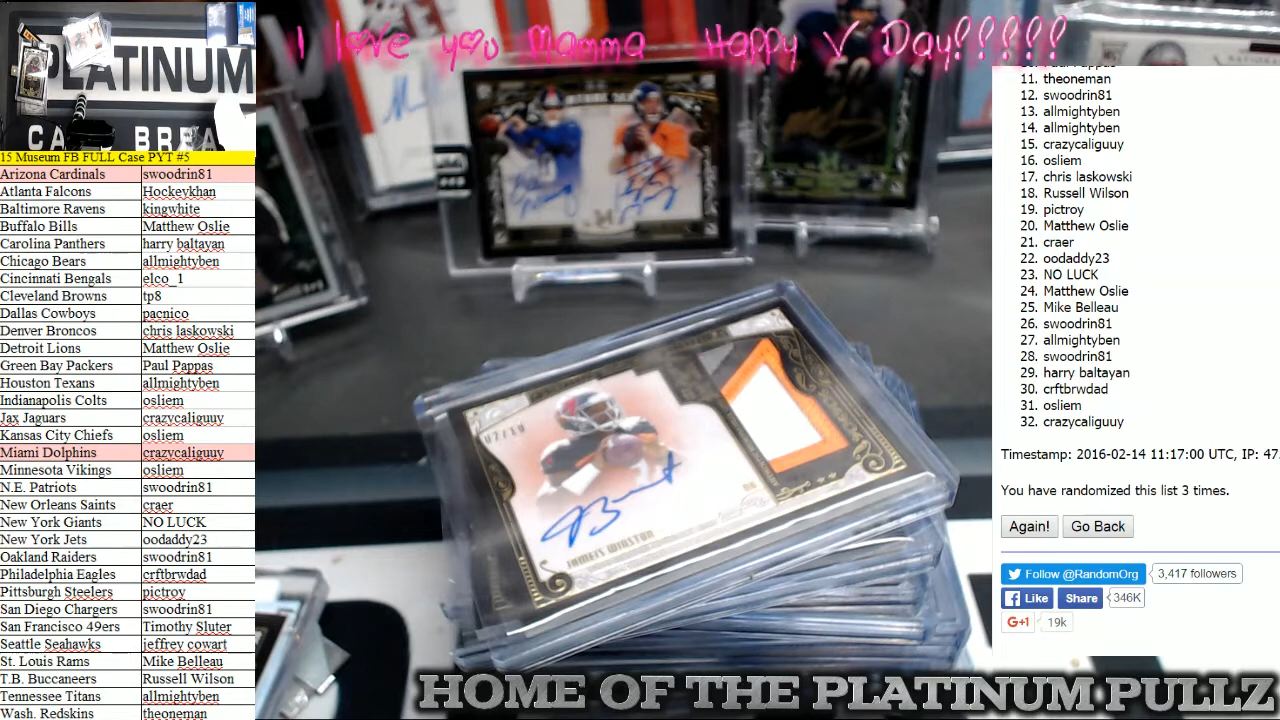 I love you Mamma Happy V Day!!!!!
PLATINUM
15 Museum FB FULL Case PYT #5
Arizona Cardinals swoodrin81
Atlanta Falcons Hockeykhan
Baltimore Ravens kingwhite
Buffalo Bills Matthew Oslie
Carolina Panthers harry baltayan
Chicago Bears allmightyben
Cincinnati Bengals elco_1
Cleveland Browns tp8
Dallas Cowboys pacnico
Denver Broncos chris laskowski
Detroit Lions Matthew Oslie
Green Bay Packers Paul Pappas
Houston Texans allmightyben
Indianapolis Colts osliem
Jax Jaguars crazycaliguuy
Kansas City Chiefs osliem
Miami Dolphins crazycaliguuy
Minnesota Vikings osliem
N.E. Patriots swoodrin81
New Orleans Saints craer
New York Giants NO LUCK
New York Jets oodaddy23
Oakland Raiders swoodrin81
Philadelphia Eagles crftbrwdad
Pittsburgh Steelers pictroy
San Diego Chargers swoodrin81
San Francisco 49ers Timothy Sluter
Seattle Seahawks jeffrey cowart
St. Louis Rams Mike Belleau
T.B. Buccaneers Russell Wilson
Tennessee Titans allmightyben
Wash. Redskins theoneman
JAMEIS WINSTON
11. theoneman
12. swoodrin81
13. allmightyben
14. allmightyben
15. crazycaliguuy
16. osliem
17. chris laskowski
18. Russell Wilson
19. pictroy
20. Matthew Oslie
21. craer
22. oodaddy23
23. NO LUCK
24. Matthew Oslie
25. Mike Belleau
26. swoodrin81
27. allmightyben
28. swoodrin81
29. harry baltayan
30. crftbrwdad
31. osliem
32. crazycaliguuy
Timestamp: 2016-02-14 11:17:00 UTC, IP: 47.
You have randomized this list 3 times.
Again! Go Back
Follow @RandomOrg 3,417 followers
Like Share 346K
G+1 19k
HOME OF THE PLATINUM PULLZ